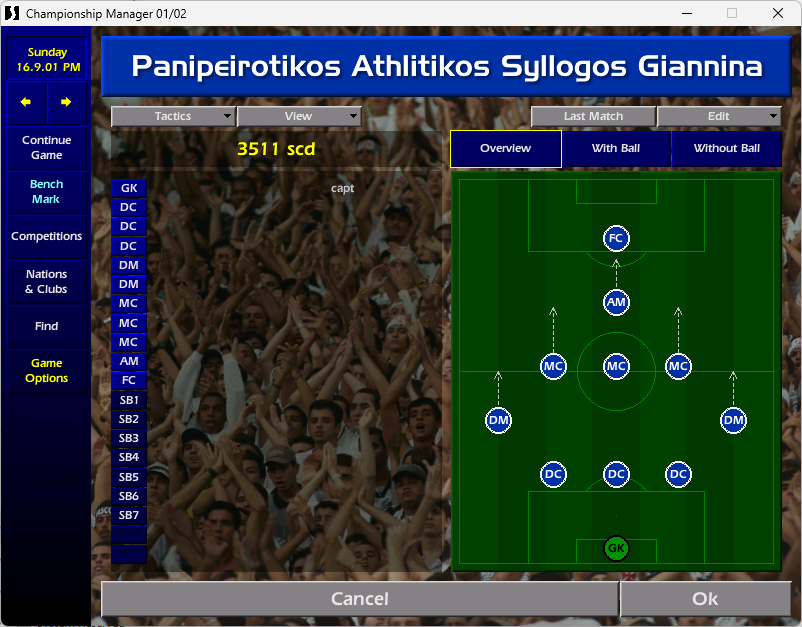 Championship Manager 01/02
Sunday
16.9.01 PM
Continue
Game
Bench
Mark
Competitions
Nations
& Clubs
Find
Game
Options
Panipeirotikos Athlitikos Syllogos Giannina
Tactics
View
Last Match
Edit
3511 scd
Overview
With Ball
Without Ball
GK
capt
DC
DC
DC
DM
DM
MC
MC
MC
AM
FC
SB1
SB2
SB3
SB4
SB5
SB6
SB7
FC
AM
MC MC MC
DM DM
DC DC DC
GK
Cancel
Ok